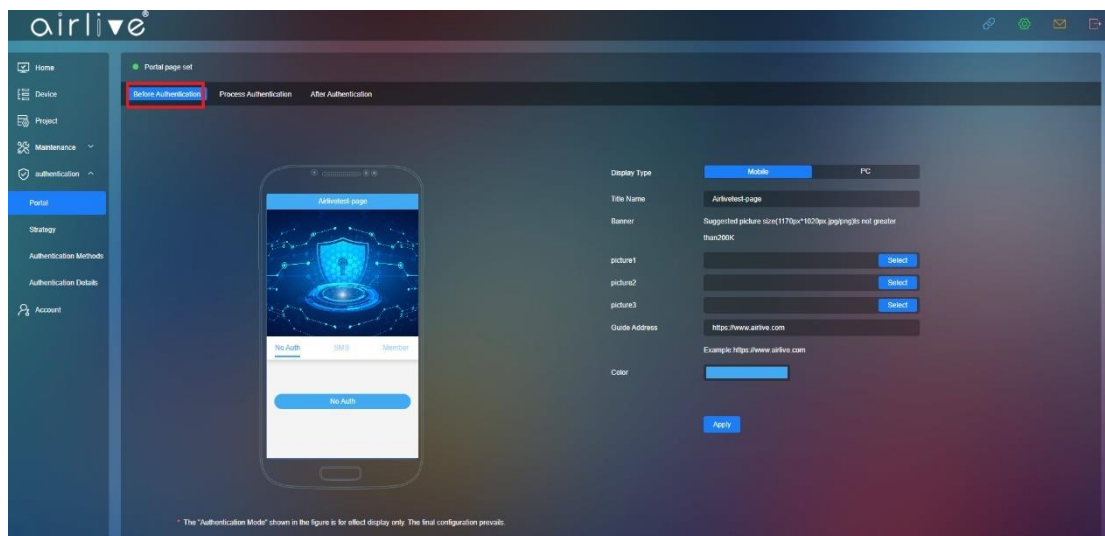 airlive®
Home
Device
Project
Maintenance
authentication
Portal
Strategy
Authentication Methods
Authentication Details
Account
Portal page set
Before Authentication Process Authentication After Authentication
Airlivetest-page
No Auth SMS Member
No Auth
Display Type Mobile PC
Title Name Airlivetest-page
Banner Suggested picture size(1170px*1020px.jpg/png)Is not greater
than200K
picture1 Select
picture2 Select
picture3 Select
Guide Address https://www.airlive.com
Example:https://www.airlive.com
Color
Apply
* The "Authentication Mode" shown in the figure is for effect display only. The final configuration prevails.